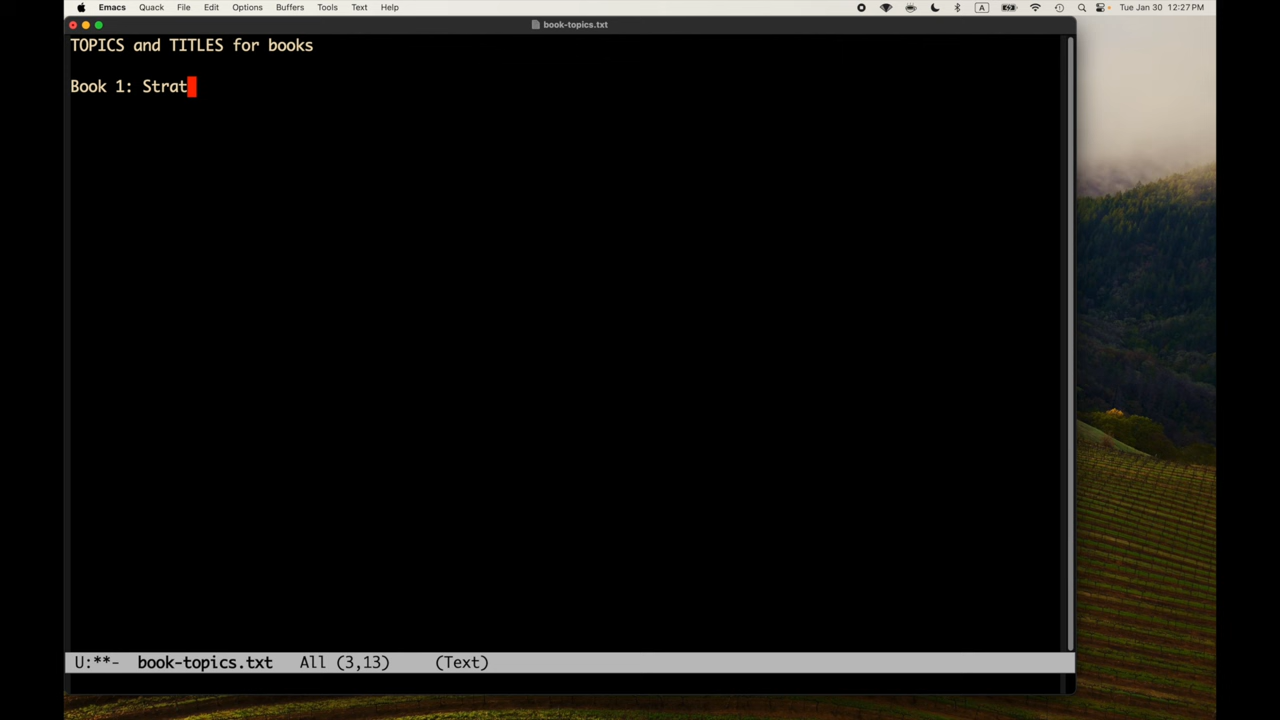 Emacs Quack File Edit Options Buffers Tools Text Help A Tue Jan 30 12:27 PM
book-topics.txt
TOPICS and TITLES for books
Book 1: Strat
U:**- book-topics.txt All (3,13) (Text)